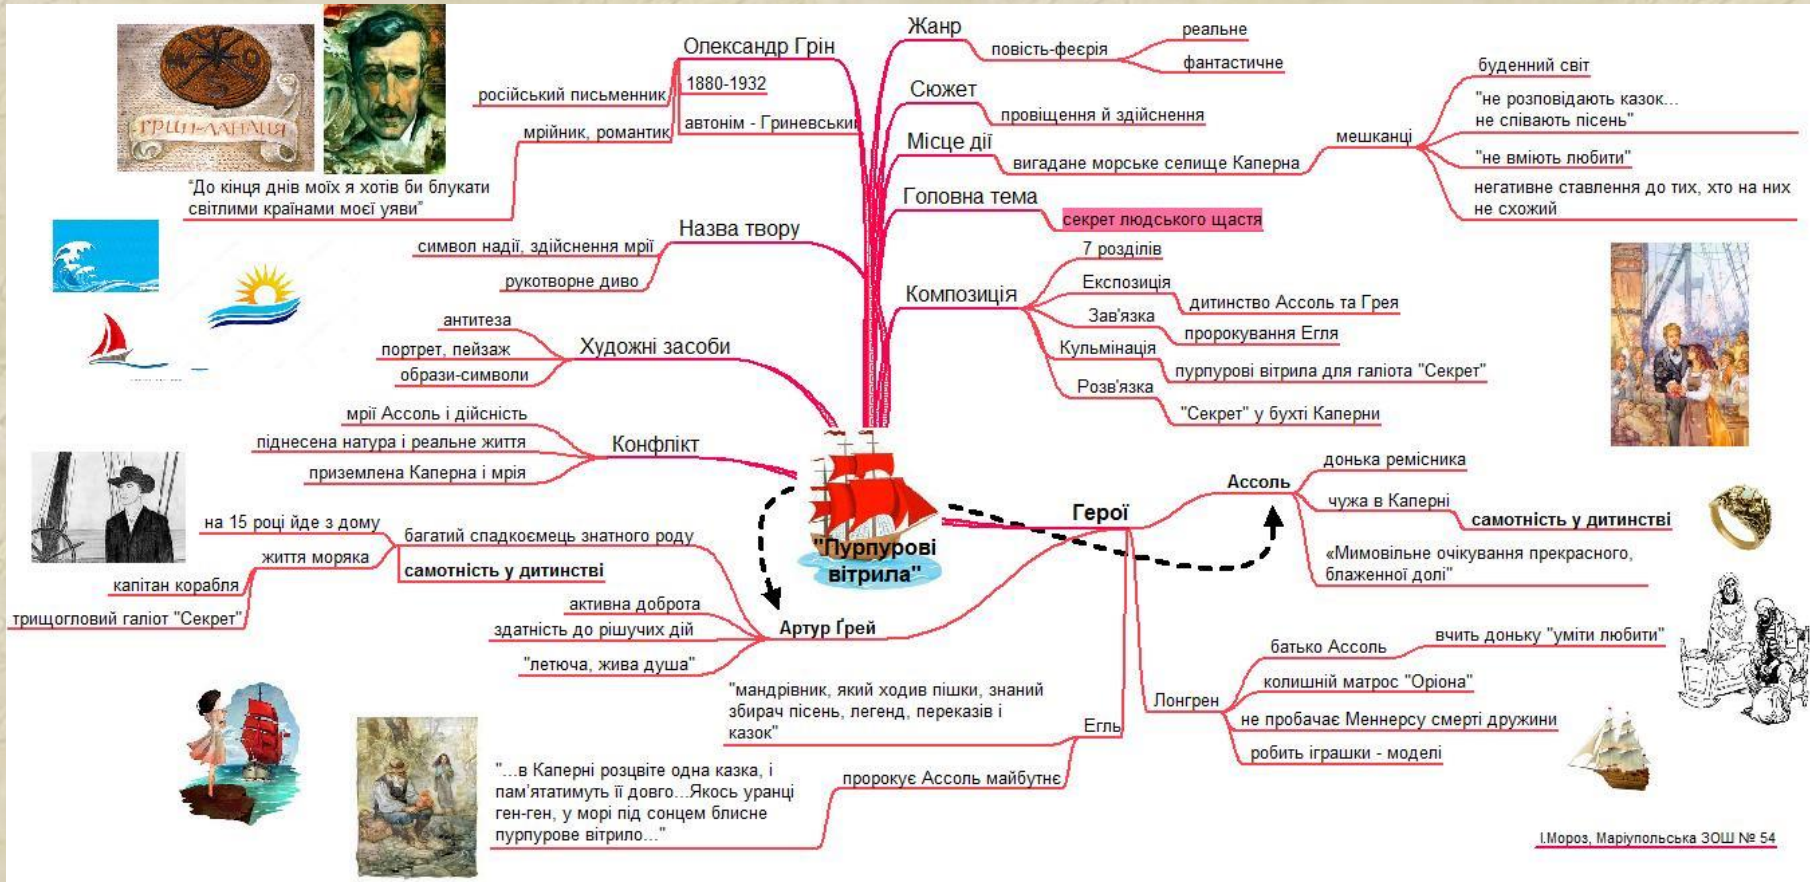 ГРИН-ЛАНДИЯ
Олександр Грін
1880-1932
російський письменник
автонім - Гриневський
мрійник, романтик
"До кінця днів моїх я хотів би блукати
світлими країнами моєї уяви"
Назва твору
символ надії, здійснення мрії
рукотворне диво
Художні засоби
антитеза
портрет, пейзаж
образи-символи
Конфлікт
мрії Ассоль і дійсність
піднесена натура і реальне життя
приземлена Каперна і мрія
Жанр
повість-феєрія
реальне
фантастичне
Сюжет
провіщення й здійснення
Місце дії
вигадане морське селище Каперна
мешканці
буденний світ
"не розповідають казок...
не співають пісень"
"не вміють любити"
негативне ставлення до тих, хто на них
не схожий
Головна тема
секрет людського щастя
Композиція
7 розділів
Експозиція
дитинство Ассоль та Грея
Зав'язка
пророкування Егля
Кульмінація
пурпурові вітрила для галіота "Секрет"
Розв'язка
"Секрет" у бухті Каперни
"Пурпурові
вітрила"
Герої
Ассоль
донька ремісника
чужа в Каперні
самотність у дитинстві
«Мимовільне очікування прекрасного,
блаженної долі"
Артур Ґрей
багатий спадкоємець знатного роду
на 15 році йде з дому
життя моряка
капітан корабля
трищогловий галіот "Секрет"
самотність у дитинстві
активна доброта
здатність до рішучих дій
"летюча, жива душа"
Лонгрен
батько Ассоль
вчить доньку "уміти любити"
колишній матрос "Оріона"
не пробачає Меннерсу смерті дружини
робить іграшки - моделі
Егль
"мандрівник, який ходив пішки, знаний
збирач пісень, легенд, переказів і
казок"
пророкує Ассоль майбутнє
"...в Каперні розцвіте одна казка, і
пам'ятатимуть її довго...Якось уранці
ген-ген, у морі під сонцем блисне
пурпурове вітрило..."
І.Мороз, Маріупольська ЗОШ № 54